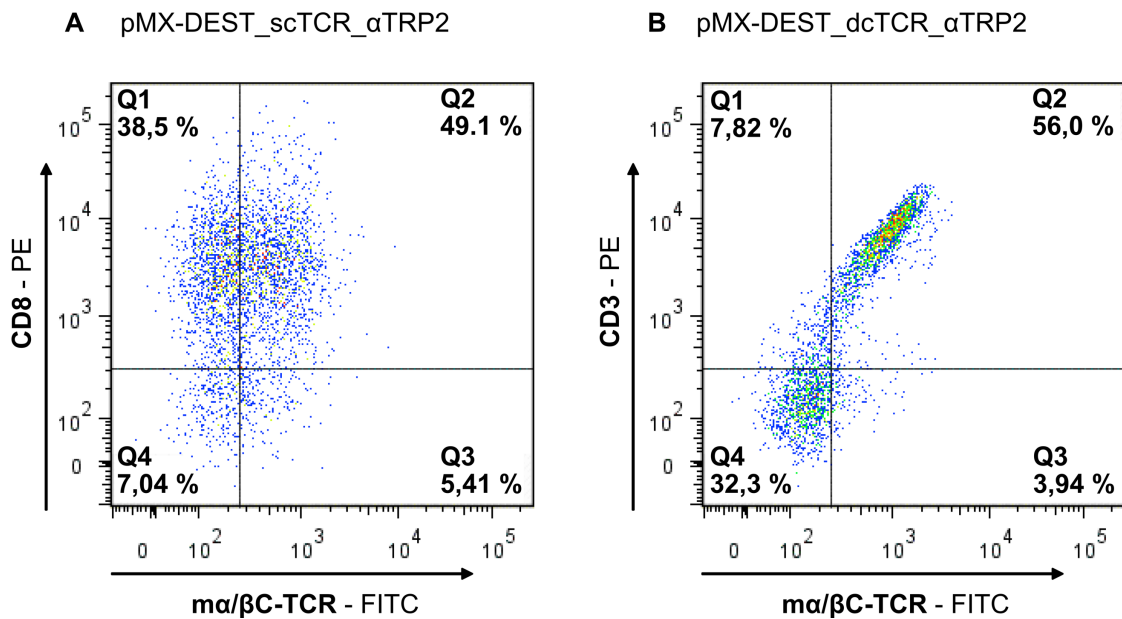 A pMX-DEST_scTCR_αTRP2
Q1
38,5 %
Q2
49.1 %
Q4
7,04 %
Q3
5,41 %
10^5
10^4
10^3
10^2
0
CD8 - PE
0 10^2 10^3 10^4 10^5
mα/βC-TCR - FITC
B pMX-DEST_dcTCR_αTRP2
Q1
7,82 %
Q2
56,0 %
Q4
32,3 %
Q3
3,94 %
10^5
10^4
10^3
10^2
0
CD3 - PE
0 10^2 10^3 10^4 10^5
mα/βC-TCR - FITC